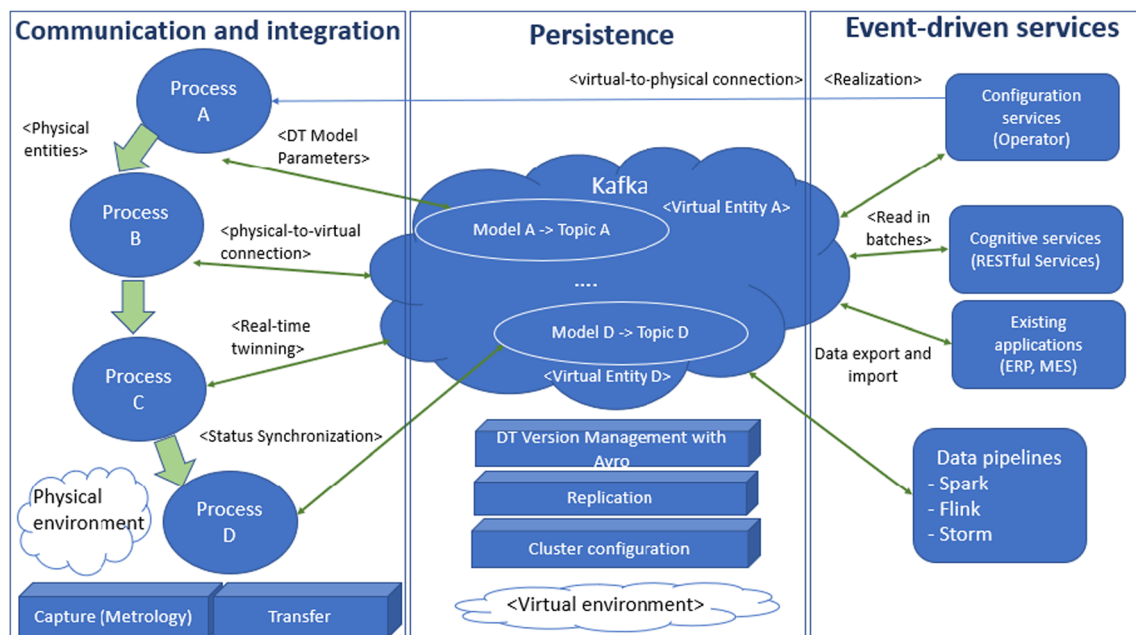 Communication and integration
Process
A
<Physical
entities>
<DT Model
Parameters>
Process
B
<physical-to-virtual
connection>
<Real-time
twinning>
Process
C
<Status Synchronization>
Physical
environment
Process
D
Capture (Metrology)
Transfer
Persistence
<virtual-to-physical connection>
Kafka
<Virtual Entity A>
Model A -> Topic A
....
Model D -> Topic D
<Virtual Entity D>
DT Version Management with
Avro
Replication
Cluster configuration
<Virtual environment>
Event-driven services
<Realization>
Configuration
services
(Operator)
<Read in
batches>
Cognitive services
(RESTful Services)
Existing
applications
(ERP, MES)
Data export and
import
Data pipelines
- Spark
- Flink
- Storm